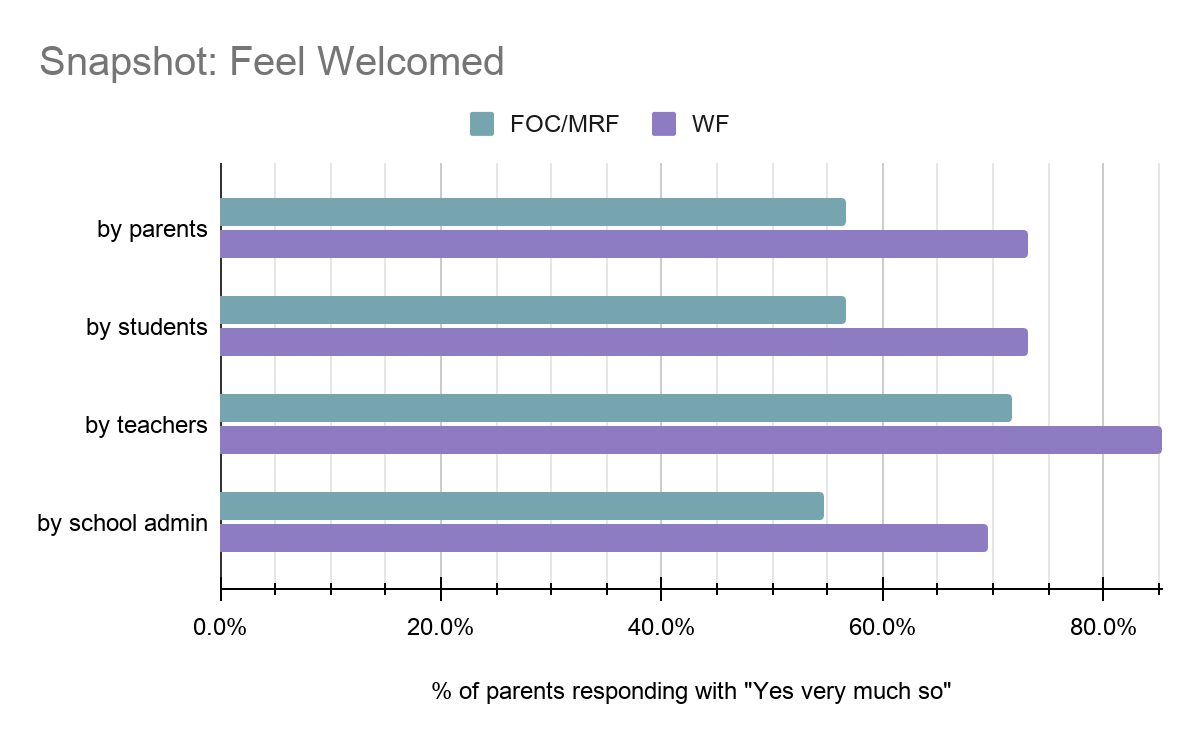 Snapshot: Feel Welcomed
FOC/MRF WF
by parents
by students
by teachers
by school admin
0.0% 20.0% 40.0% 60.0% 80.0%
% of parents responding with "Yes very much so"